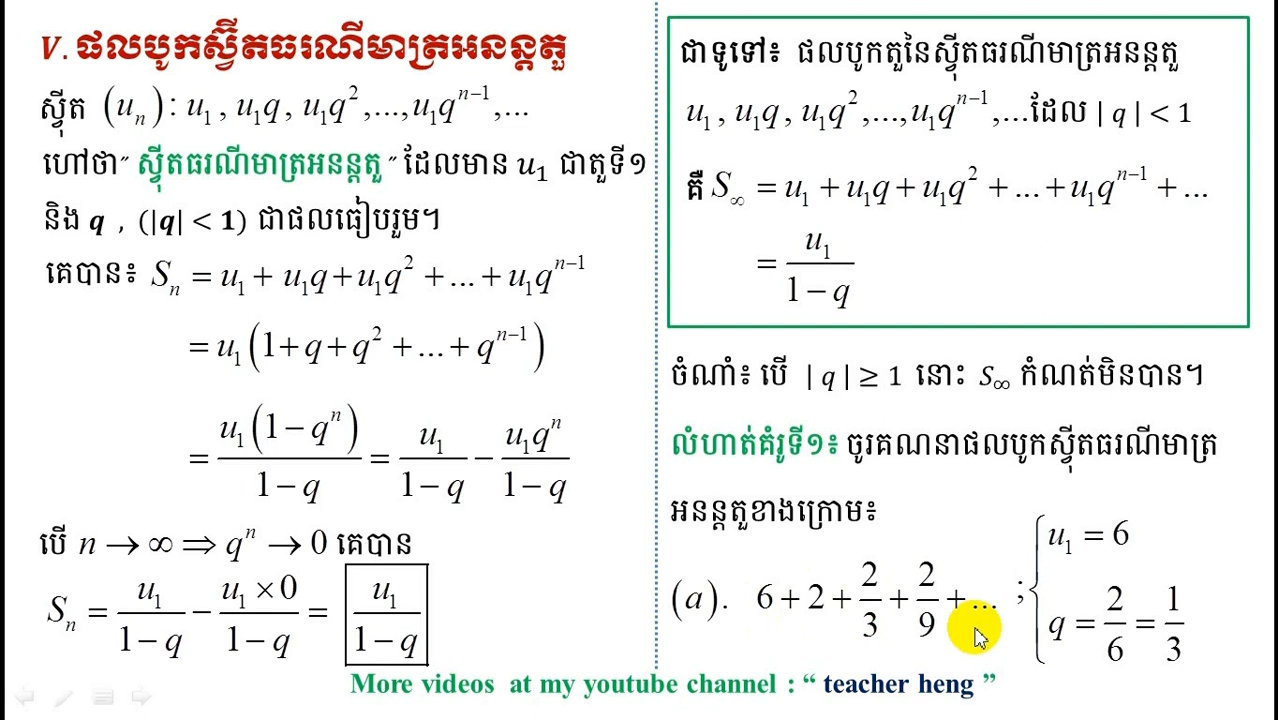 V. ផលបូកស៊្វីតធរណីមាត្រអនន្តតួ
ស្វ៊ីត (uₙ) : u₁ , u₁q , u₁q² ,..., u₁qⁿ⁻¹ ,...
ហៅថា " ស្វ៊ីតធរណីមាត្រអនន្តតួ " ដែលមាន u₁ ជាតួទី១
និង q , (|q| < 1) ជាផលធៀបរួម។
គេបាន៖ Sₙ = u₁ + u₁q + u₁q² + ... + u₁qⁿ⁻¹
= u₁(1 + q + q² + ... + qⁿ⁻¹)
= u₁(1 − qⁿ)/(1 − q) = u₁/(1 − q) − u₁qⁿ/(1 − q)
បើ n → ∞ ⇒ qⁿ → 0 គេបាន
Sₙ = u₁/(1 − q) − (u₁ × 0)/(1 − q) = u₁/(1 − q)
ជាទូទៅ៖ ផលបូកតួនៃស្វ៊ីតធរណីមាត្រអនន្តតួ
u₁ , u₁q , u₁q² ,..., u₁qⁿ⁻¹ ,... ដែល | q | < 1
គឺ S∞ = u₁ + u₁q + u₁q² + ... + u₁qⁿ⁻¹ + ...
= u₁/(1 − q)
ចំណាំ៖ បើ | q | ≥ 1 នោះ S∞ កំណត់មិនបាន។
លំហាត់គំរូទី១៖ ចូរគណនាផលបូកស្វ៊ីតធរណីមាត្រ
អនន្តតួខាងក្រោម៖
(a). 6 + 2 + 2/3 + 2/9 + ... ; { u₁ = 6
q = 2/6 = 1/3
More videos at my youtube channel : “ teacher heng ”